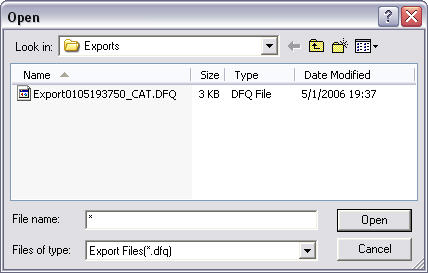 Open
Look in: Exports
Name Size Type Date Modified
Export0105193750_CAT.DFQ 3 KB DFQ File 5/1/2006 19:37
File name: * Open
Files of type: Export Files(*.dfq) Cancel